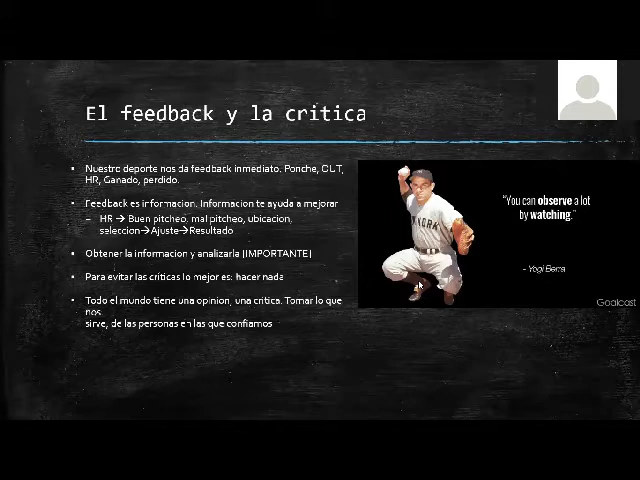 El feedback y la critica
Nuestro deporte nos da feedback inmediato. Ponche, OUT,
HR, Ganado, perdido.
Feedback es informacion. Informacion te ayuda a mejorar
– HR → Buen pitcheo, mal pitcheo, ubicacion,
seleccion→Ajuste→Resultado
Obtener la informacion y analizarla (IMPORTANTE)
Para evitar las criticas lo mejor es: hacer nada
Todo el mundo tiene una opinion, una critica. Tomar lo que
nos
sirve, de las personas en las que confiamos
"You can observe a lot
by watching."
- Yogi Berra
Goalcast
NEW YORK